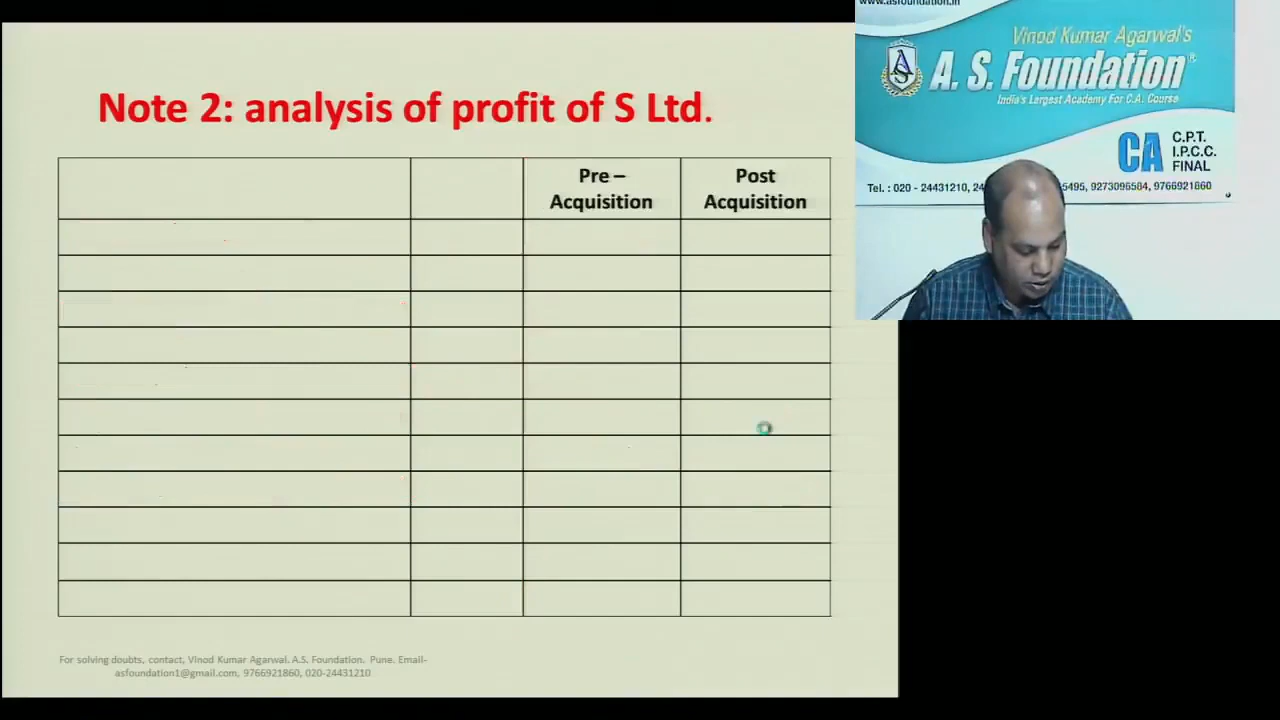 www.asfoundation.in
Vinod Kumar Agarwal's
A. S. Foundation®
India's Largest Academy For C.A. Course
CA
C.P.T.
I.P.C.C.
FINAL
Tel. : 020 - 24431210, 24 5495, 9273096584, 9766921860
AS
Note 2: analysis of profit of S Ltd.
Pre –
Acquisition
Post
Acquisition
For solving doubts, contact, Vinod Kumar Agarwal. A.S. Foundation. Pune. Email-
asfoundation1@gmail.com, 9766921860, 020-24431210